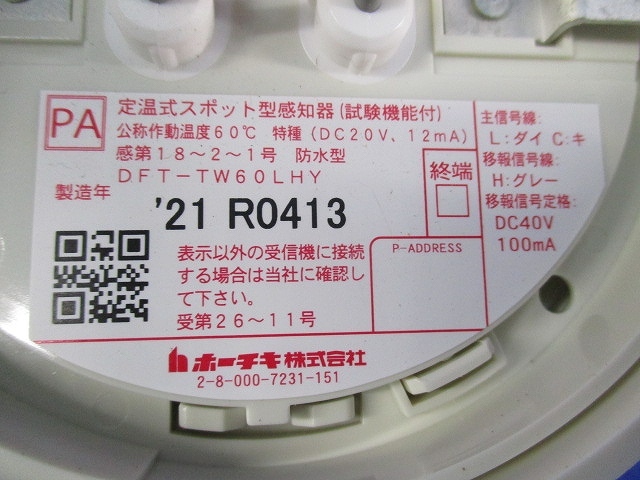 PA
定温式スポット型感知器(試験機能付)
公称作動温度60℃ 特種(DC20V、12mA)
感第18~2~1号 防水型
DFT-TW60LHY
製造年
'21 R0413
終端
表示以外の受信機に接続
する場合は当社に確認し
て下さい。
受第26~11号
P-ADDRESS
主信号線:
L:ダイ C:キ
移報信号線:
H:グレー
移報信号定格:
DC40V
100mA
ホーチキ株式会社
2-8-000-7231-151